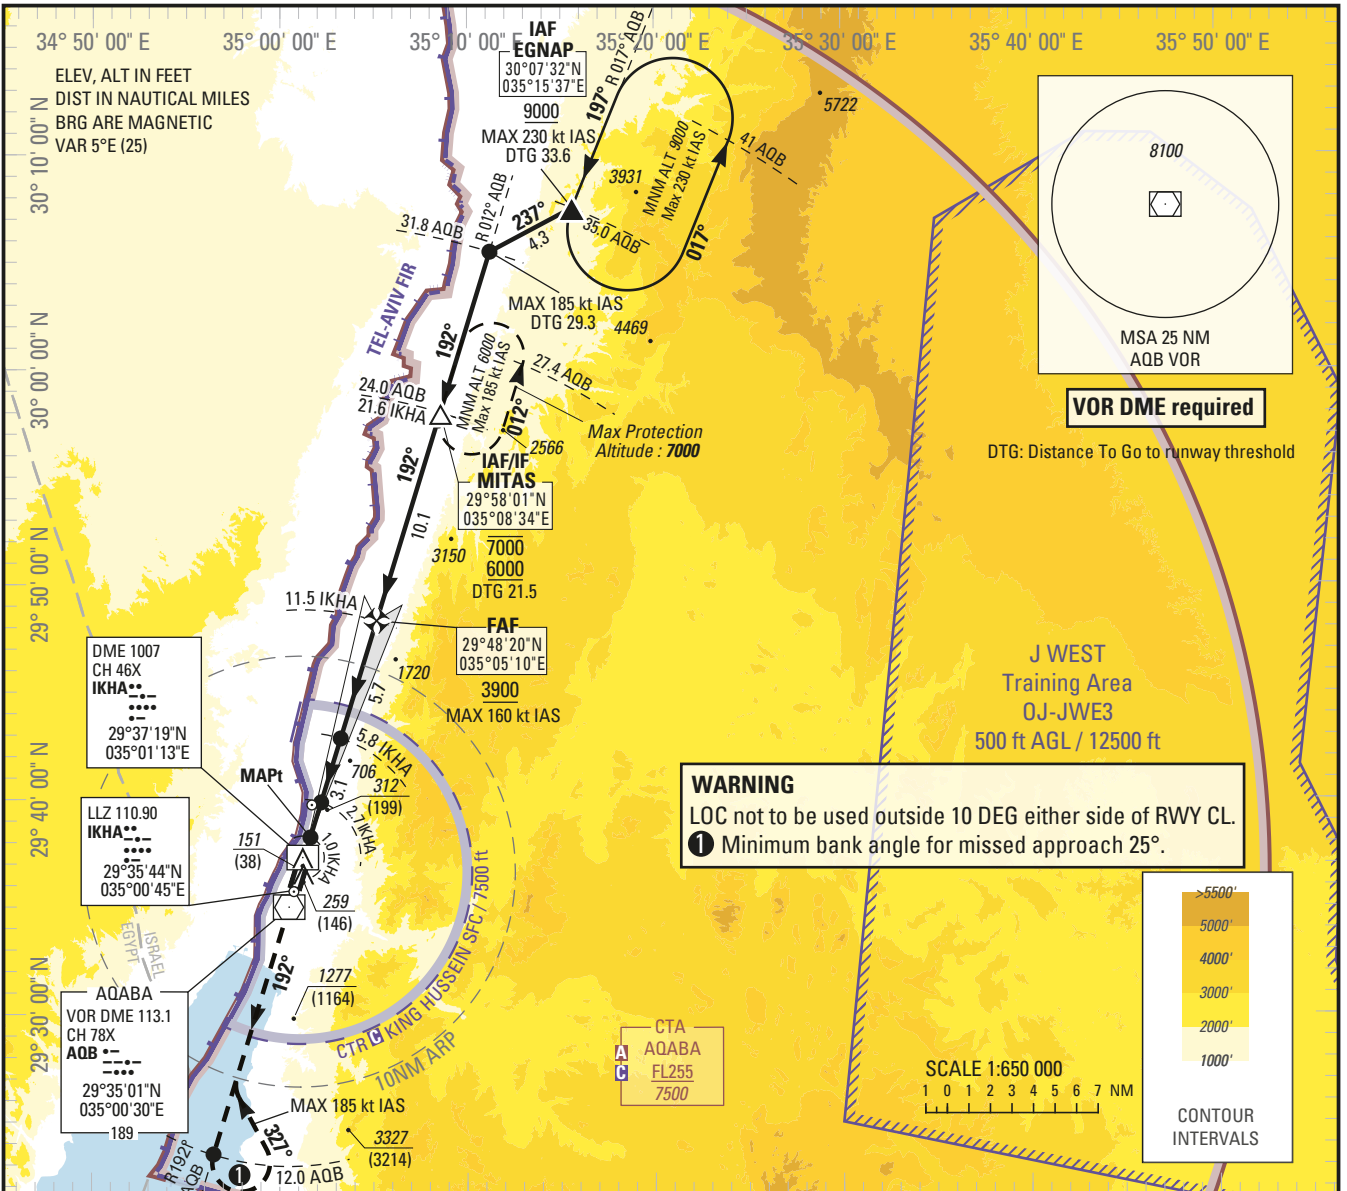 34° 50' 00" E
35° 00' 00" E
35° 10' 00" E
35° 20' 00" E
35° 30' 00" E
35° 40' 00" E
35° 50' 00" E
30° 10' 00" N
30° 00' 00" N
29° 50' 00" N
29° 40' 00" N
29° 30' 00" N
ELEV, ALT IN FEET
DIST IN NAUTICAL MILES
BRG ARE MAGNETIC
VAR 5°E (25)
IAF
EGNAP
30°07'32"N
035°15'37"E
9000
MAX 230 kt IAS
DTG 33.6
R 017° AQB
197°
MNM ALT 9000
Max 230 kt IAS
017°
41 AQB
3931
5722
35.0 AQB
237°
4.3
R 012° AQB
31.8 AQB
MAX 185 kt IAS
DTG 29.3
4469
TEL-AVIV FIR
192°
MNM ALT 6000
Max 185 kt IAS
012°
27.4 AQB
24.0 AQB
21.6 IKHA
2566
Max Protection
Altitude : 7000
IAF/IF
MITAS
29°58'01"N
035°08'34"E
7000
6000
DTG 21.5
192°
10.1
3150
11.5 IKHA
FAF
29°48'20"N
035°05'10"E
3900
MAX 160 kt IAS
1720
5.7
5.8 IKHA
706
312
(199)
3.1
2.7 IKHA
1.0 IKHA
MAPt
151
(38)
259
(146)
DME 1007
CH 46X
IKHA
29°37'19"N
035°01'13"E
LLZ 110.90
IKHA
29°35'44"N
035°00'45"E
ISRAEL
EGYPT
AQABA
VOR DME 113.1
CH 78X
AQB
29°35'01"N
035°00'30"E
189
192°
1277
(1164)
CTR C KING HUSSEIN SFC / 7500 ft
10NM ARP
MAX 185 kt IAS
327°
3327
(3214)
12.0 AQB
R192°
AQB
1
8100
MSA 25 NM
AQB VOR
VOR DME required
DTG: Distance To Go to runway threshold
J WEST
Training Area
OJ-JWE3
500 ft AGL / 12500 ft
WARNING
LOC not to be used outside 10 DEG either side of RWY CL.
1 Minimum bank angle for missed approach 25°.
CTA
A AQABA
C FL255
7500
SCALE 1:650 000
1 0 1 2 3 4 5 6 7 NM
>5500'
5000'
4000'
3000'
2000'
1000'
CONTOUR
INTERVALS